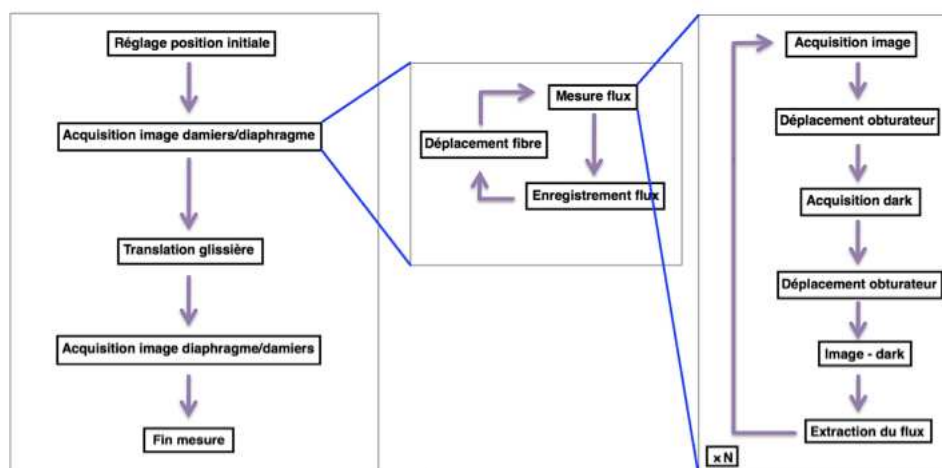 Réglage position initiale
Acquisition image damiers/diaphragme
Translation glissière
Acquisition image diaphragme/damiers
Fin mesure
Mesure flux
Déplacement fibre
Enregistrement flux
Acquisition image
Déplacement obturateur
Acquisition dark
Déplacement obturateur
Image - dark
Extraction du flux
x N